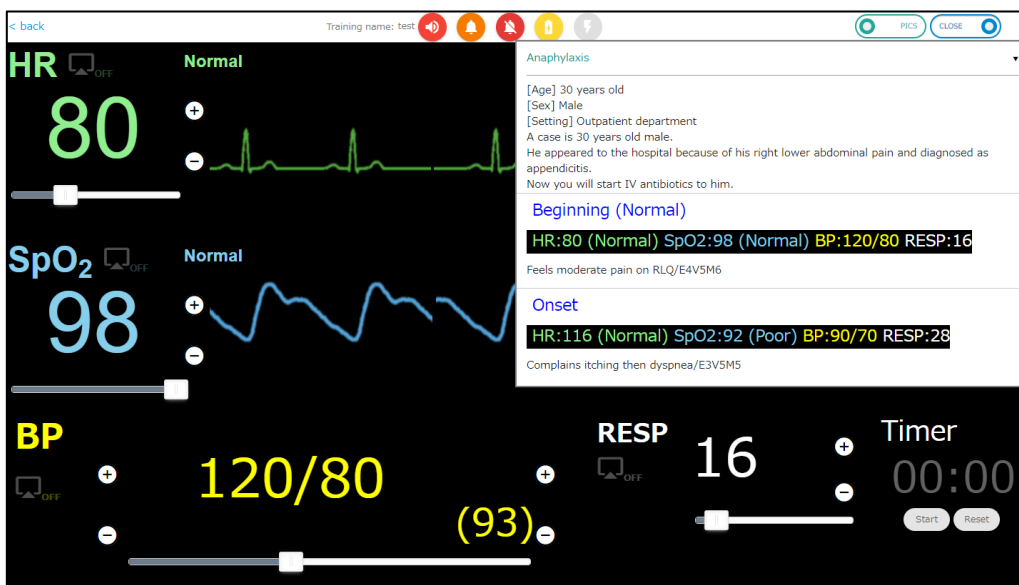 < back
Training name: test
PICS
CLOSE
HR
OFF
Normal
80
+
−
Anaphylaxis
[Age] 30 years old
[Sex] Male
[Setting] Outpatient department
A case is 30 years old male.
He appeared to the hospital because of his right lower abdominal pain and diagnosed as
appendicitis.
Now you will start IV antibiotics to him.
Beginning (Normal)
HR:80 (Normal) SpO2:98 (Normal) BP:120/80 RESP:16
Feels moderate pain on RLQ/E4V5M6
Onset
HR:116 (Normal) SpO2:92 (Poor) BP:90/70 RESP:28
Complains itching then dyspnea/E3V5M5
SpO2
OFF
Normal
98
+
−
BP
OFF
+
−
120/80
(93)
+
−
RESP
OFF
16
+
−
Timer
00:00
Start
Reset